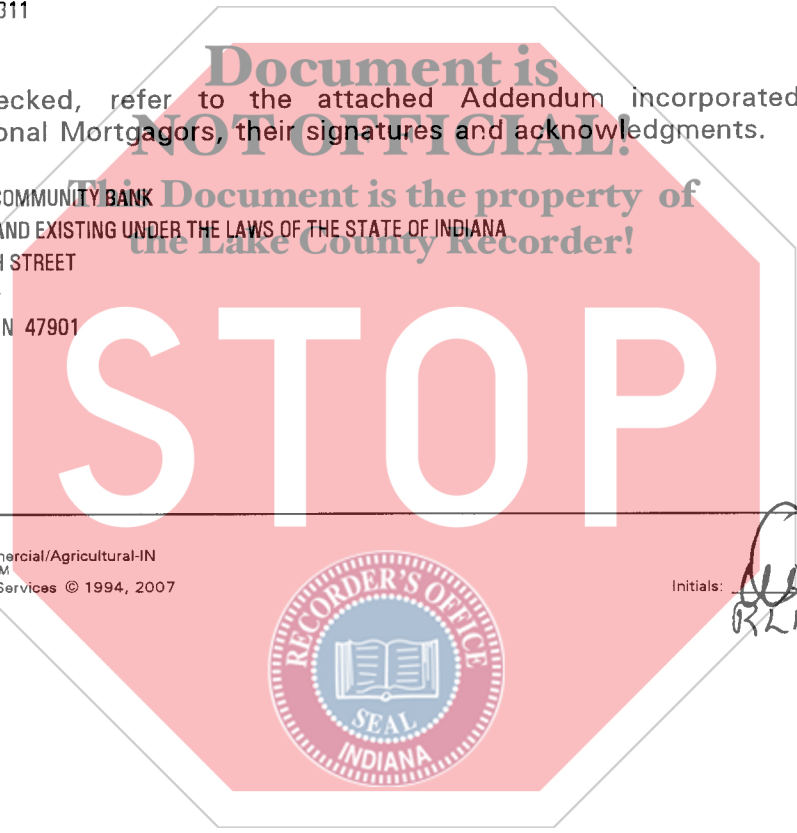 311
Document is
ecked, refer to the attached Addendum incorporated
onal Mortgagors, their signatures and acknowledgments.
NOT OFFICIAL!
COMMUNITY BANK
This Document is the property of
AND EXISTING UNDER THE LAWS OF THE STATE OF INDIANA
the Lake County Recorder!
H STREET
N 47901
STOP
mercial/Agricultural-IN
Services © 1994, 2007
Initials:
RECORDER'S OFFICE
SEAL
INDIANA